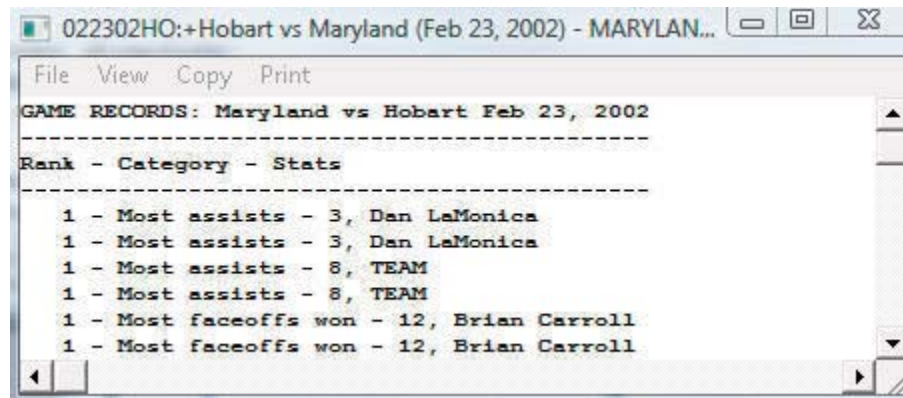 022302HO:+Hobart vs Maryland (Feb 23, 2002) - MARYLAN...
File View Copy Print
GAME RECORDS: Maryland vs Hobart Feb 23, 2002
---------------------------------------------
Rank - Category - Stats
---------------------------------------------
1 - Most assists - 3, Dan LaMonica
1 - Most assists - 3, Dan LaMonica
1 - Most assists - 8, TEAM
1 - Most assists - 8, TEAM
1 - Most faceoffs won - 12, Brian Carroll
1 - Most faceoffs won - 12, Brian Carroll